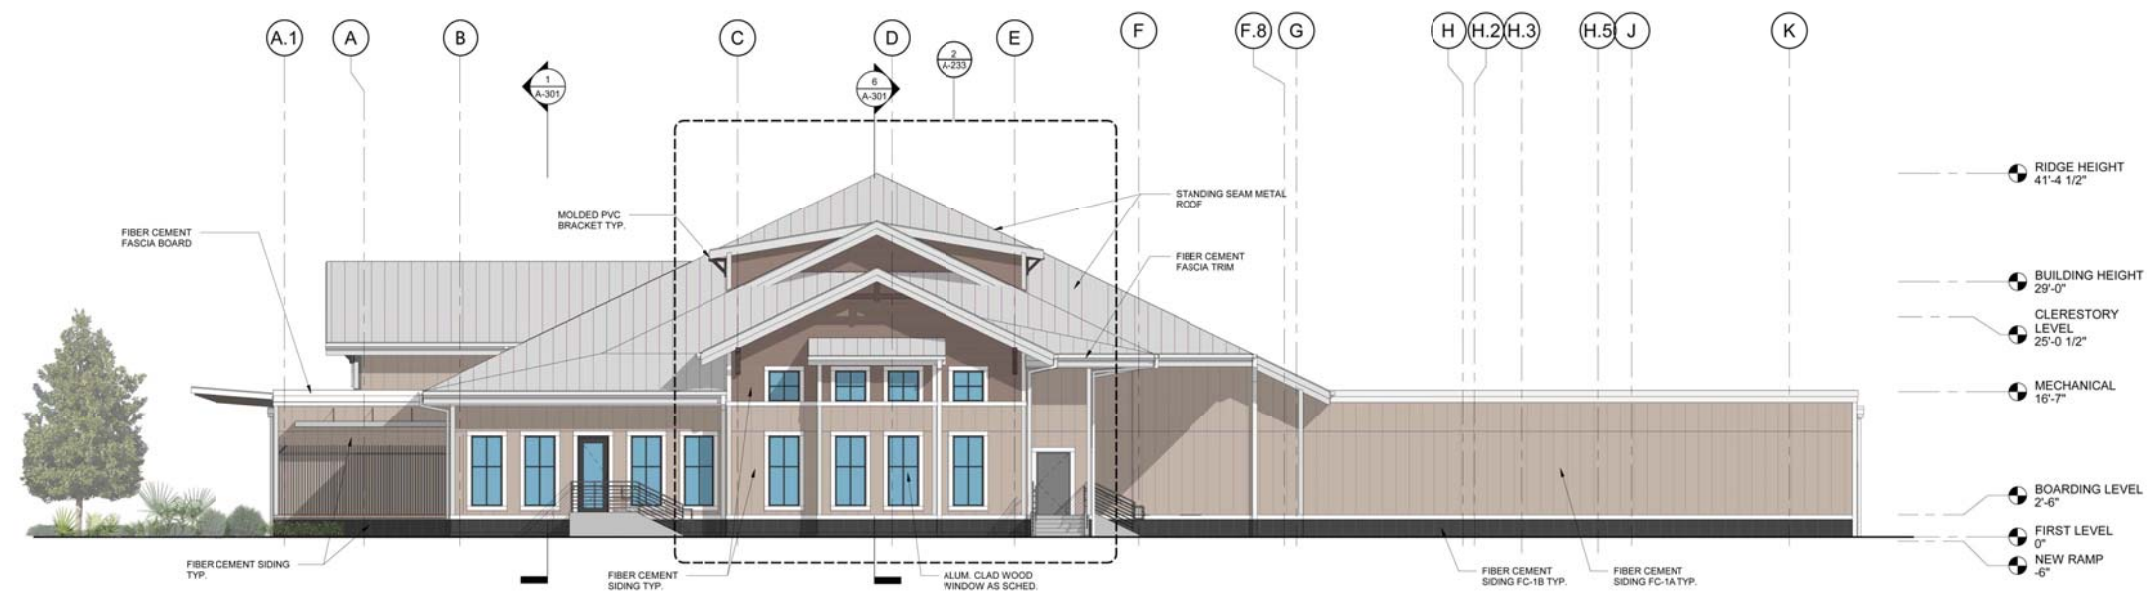 A.1
A
B
C
D
E
F
F.8
G
H
H.2
H.3
H.5
J
K
1
A-301
6
A-301
2
A-233
RIDGE HEIGHT
41'-4 1/2"
BUILDING HEIGHT
29'-0"
CLERESTORY
LEVEL
25'-0 1/2"
MECHANICAL
16'-7"
BOARDING LEVEL
2'-6"
FIRST LEVEL
0"
NEW RAMP
-6"
FIBER CEMENT
FASCIA BOARD
MOLDED PVC
BRACKET TYP.
STANDING SEAM METAL
ROOF
FIBER CEMENT
FASCIA TRIM
FIBER CEMENT SIDING
TYP.
FIBER CEMENT
SIDING TYP.
ALUM. CLAD WOOD
WINDOW AS SCHED.
FIBER CEMENT
SIDING FC-1B TYP.
FIBER CEMENT
SIDING FC-1A TYP.